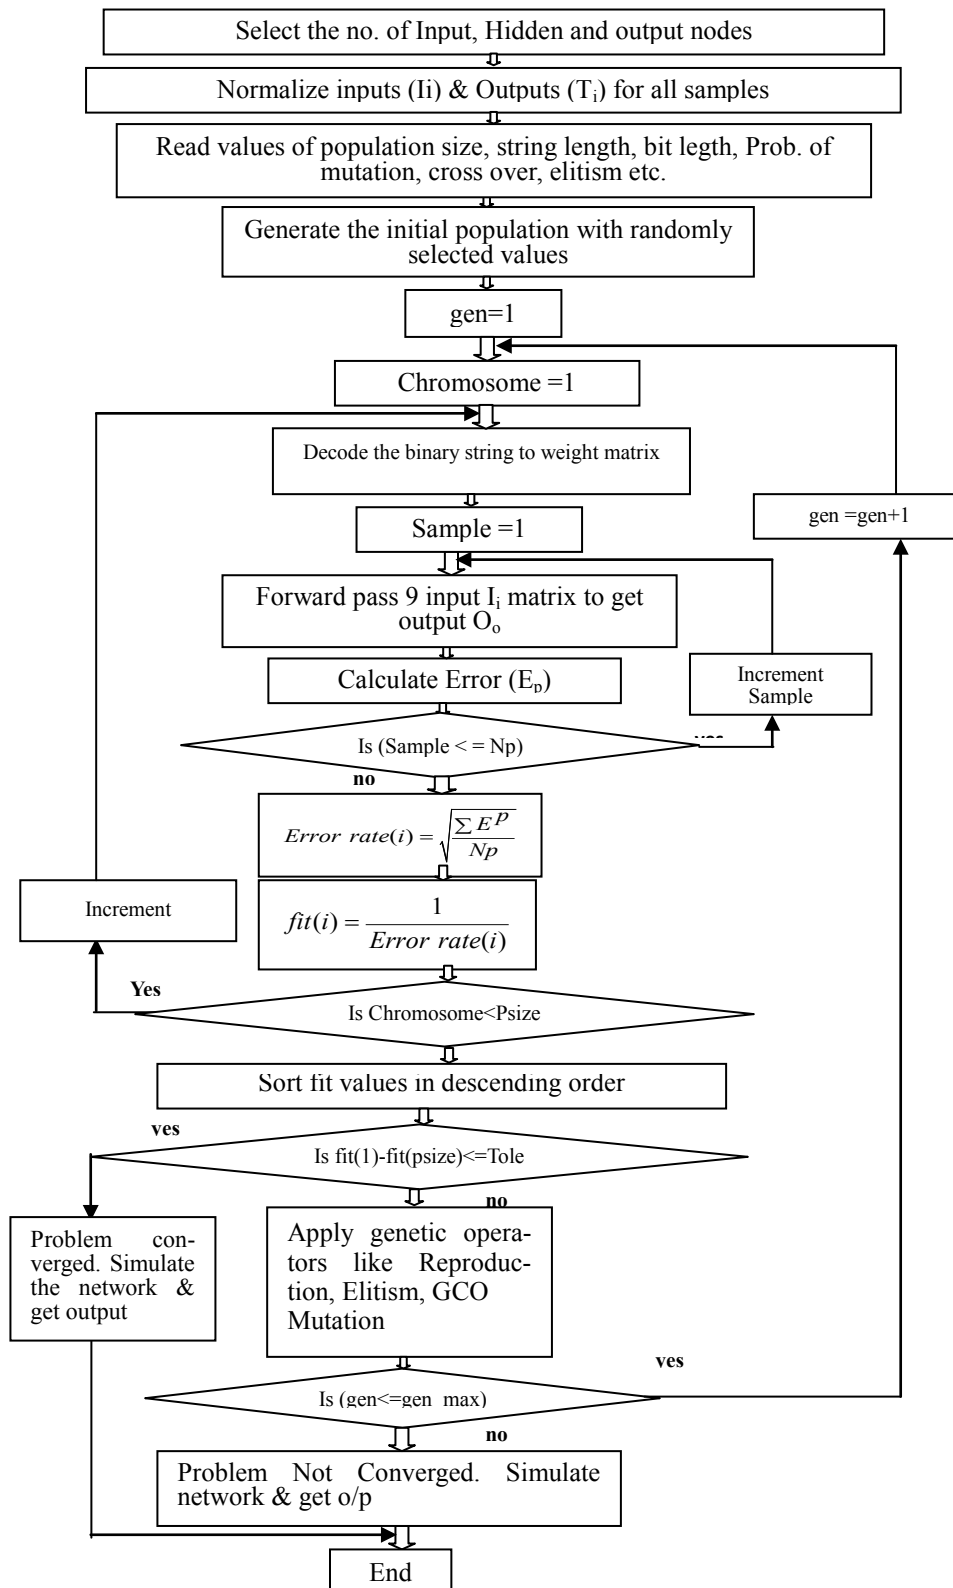 Select the no. of Input, Hidden and output nodes
Normalize inputs (Ii) & Outputs (Ti) for all samples
Read values of population size, string length, bit legth, Prob. of
mutation, cross over, elitism etc.
Generate the initial population with randomly
selected values
gen=1
Chromosome =1
Decode the binary string to weight matrix
gen =gen+1
Sample =1
Forward pass 9 input Ii matrix to get
output Oo
Increment
Sample
Calculate Error (Ep)
Is (Sample < = Np)
yes
no
Error rate(i) = √(∑ E^p / Np)
Increment
fit(i) = 1 / Error rate(i)
Yes
Is Chromosome<Psize
Sort fit values in descending order
yes
Is fit(1)-fit(psize)<=Tole
no
Problem con-
verged. Simulate
the network &
get output
Apply genetic opera-
tors like Reproduc-
tion, Elitism, GCO
Mutation
yes
Is (gen<=gen_max)
no
Problem Not Converged. Simulate
network & get o/p
End